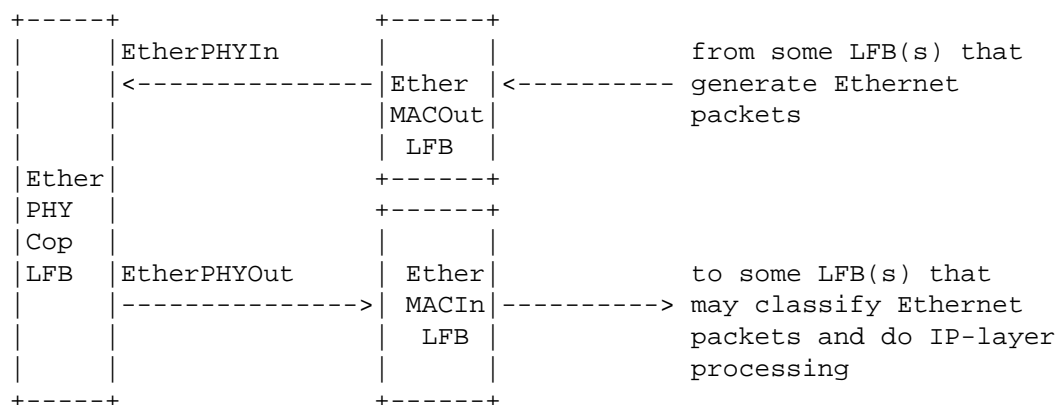 EtherPHYIn from some LFB(s) that
Ether generate Ethernet
MACOut packets
LFB
Ether
PHY
Cop
LFB EtherPHYOut Ether to some LFB(s) that
MACIn may classify Ethernet
LFB packets and do IP-layer
processing